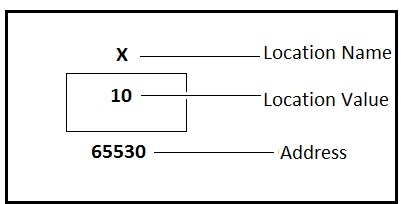 X Location Name
10 Location Value
65530 Address